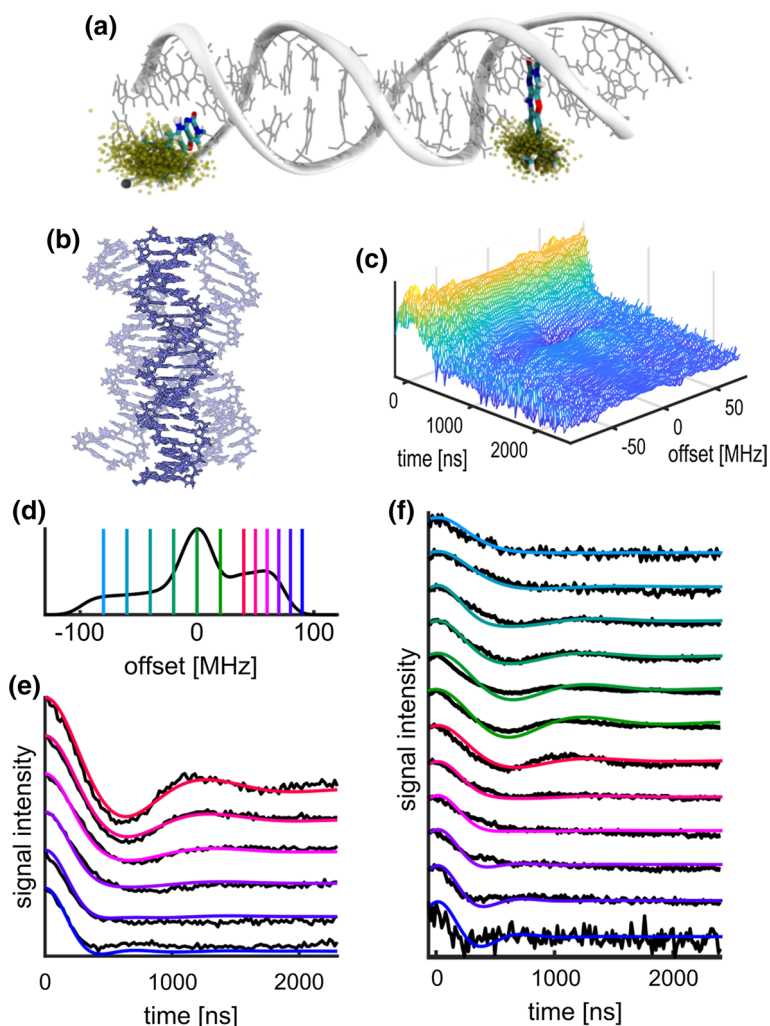 (a)
(b)
(c)
0
1000
2000
time [ns]
-50
0
50
offset [MHz]
(d)
-100
0
100
offset [MHz]
(e)
signal intensity
0
1000
2000
time [ns]
(f)
signal intensity
0
1000
2000
time [ns]